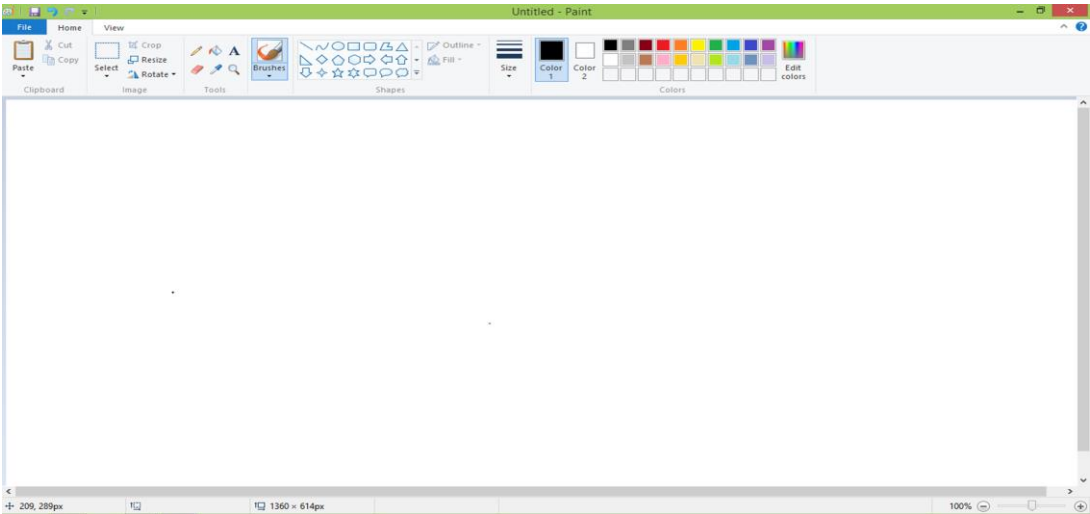 Untitled - Paint
File Home View
Paste
Cut
Copy
Clipboard
Select
Crop
Resize
Rotate
Image
A
Tools
Brushes
Shapes
Outline
Fill
Size
Color 1
Color 2
Edit colors
Colors
209, 289px
1360 × 614px
100%